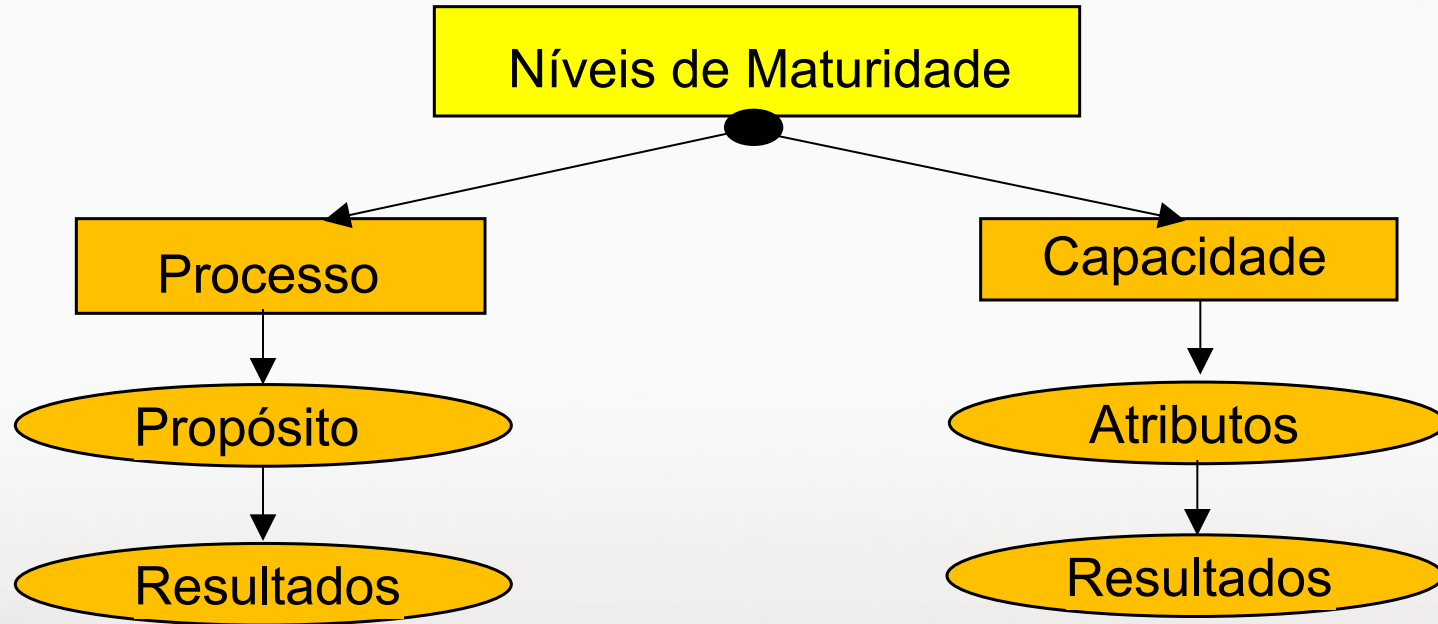 Níveis de Maturidade
Processo
Capacidade
Propósito
Atributos
Resultados
Resultados